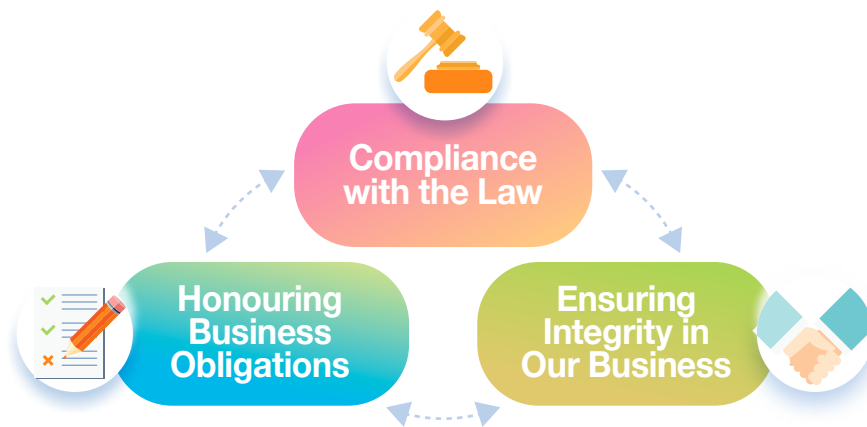 Compliance
with the Law
Honouring
Business
Obligations
Ensuring
Integrity in
Our Business